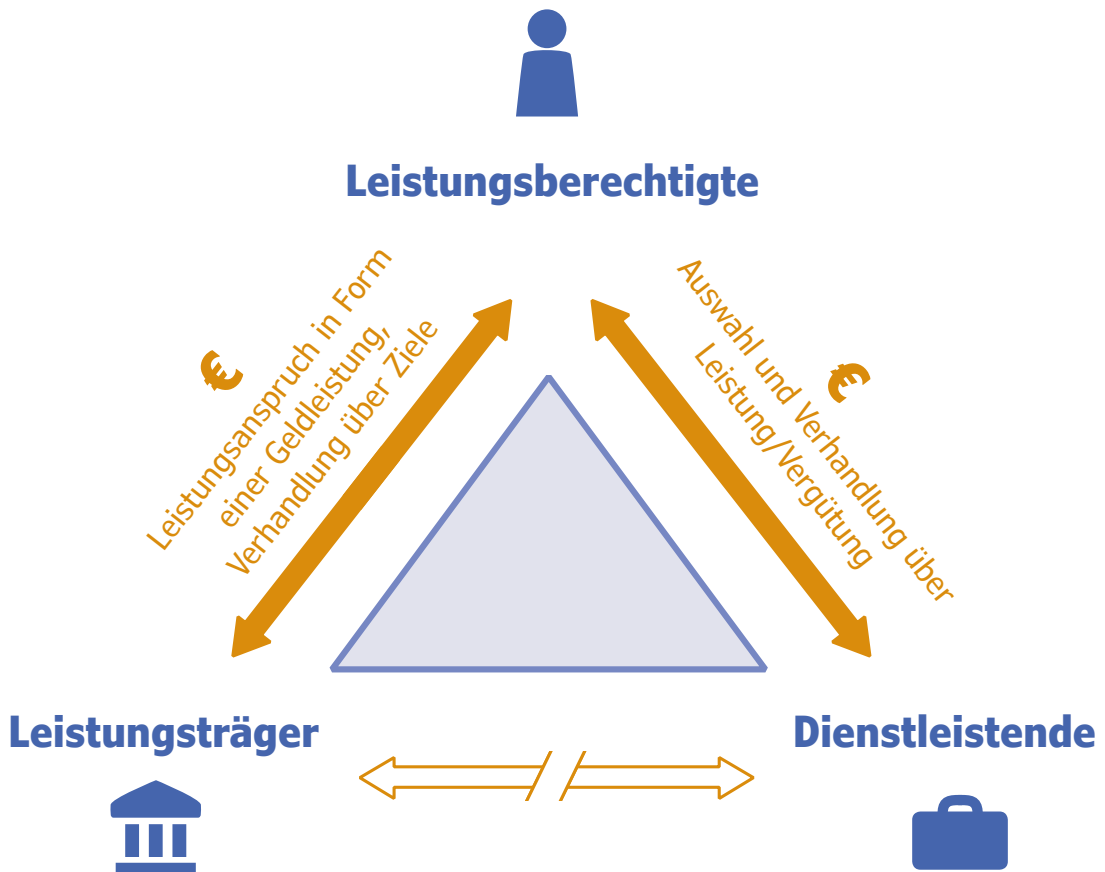 Leistungsberechtigte
€
Leistungsanspruch in Form
einer Geldleistung,
Verhandlung über Ziele
€
Auswahl und Verhandlung über
Leistung/Vergütung
Leistungsträger
Dienstleistende